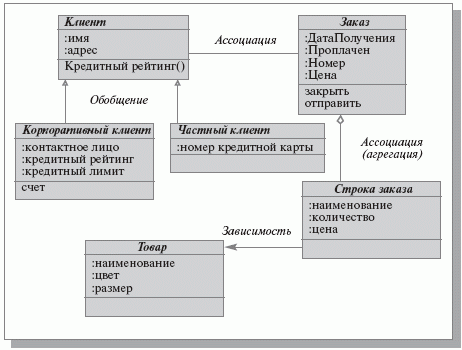 Клиент
:имя
:адрес
Кредитный рейтинг()
Ассоциация
Заказ
:ДатаПолучения
:Проплачен
:Номер
:Цена
закрыть
отправить
Обобщение
Корпоративный клиент
:контактное лицо
:кредитный рейтинг
:кредитный лимит
счет
Частный клиент
:номер кредитной карты
Ассоциация
(агрегация)
Строка заказа
:наименование
:количество
:цена
Зависимость
Товар
:наименование
:цвет
:размер